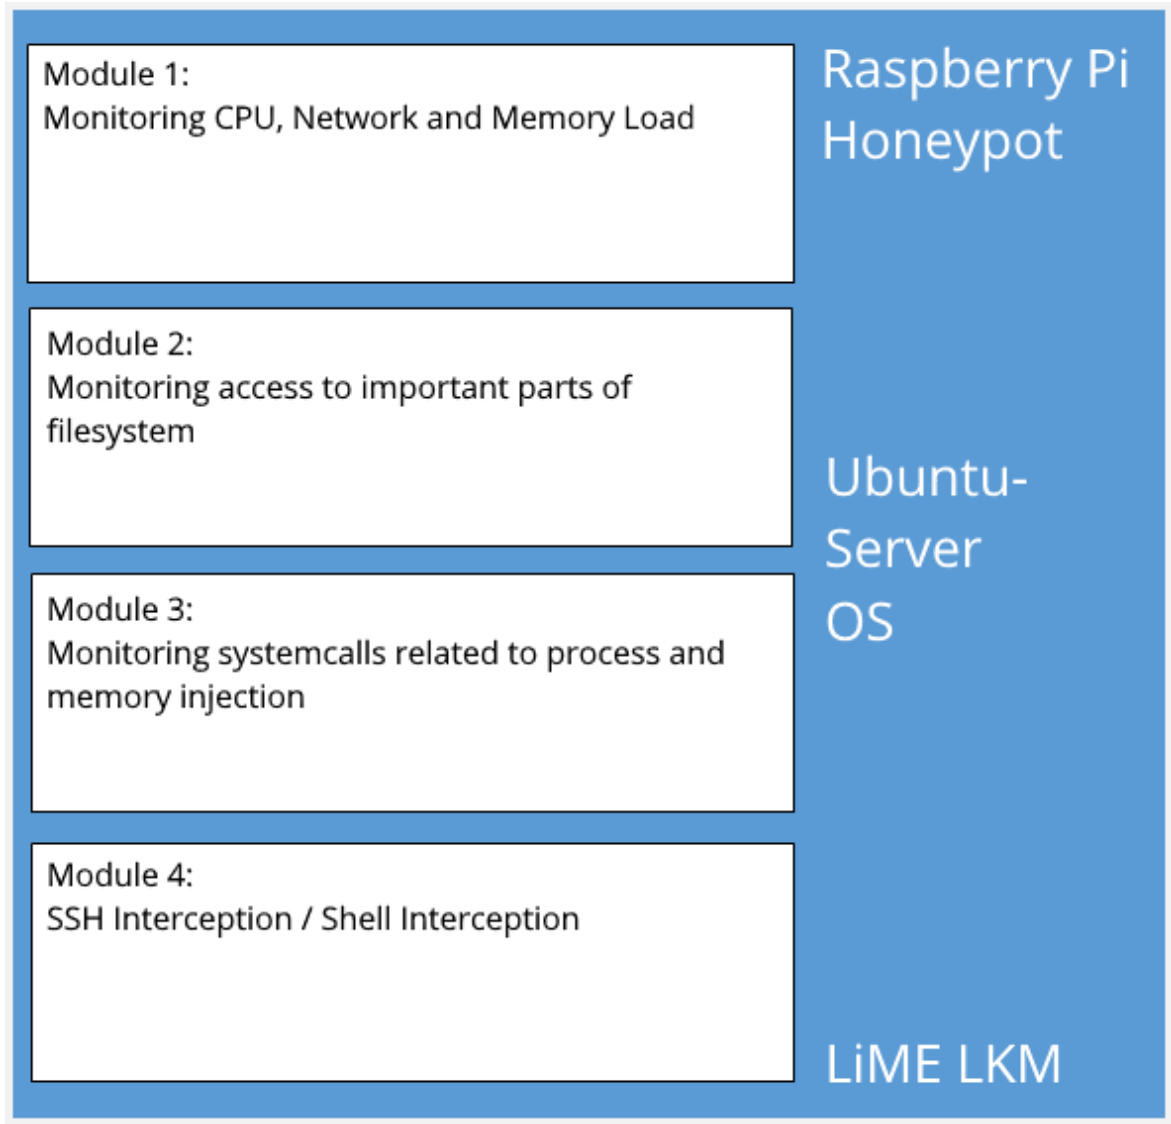 Module 1:
Monitoring CPU, Network and Memory Load
Raspberry Pi
Honeypot
Module 2:
Monitoring access to important parts of
filesystem
Ubuntu-
Server
OS
Module 3:
Monitoring systemcalls related to process and
memory injection
Module 4:
SSH Interception / Shell Interception
LiME LKM